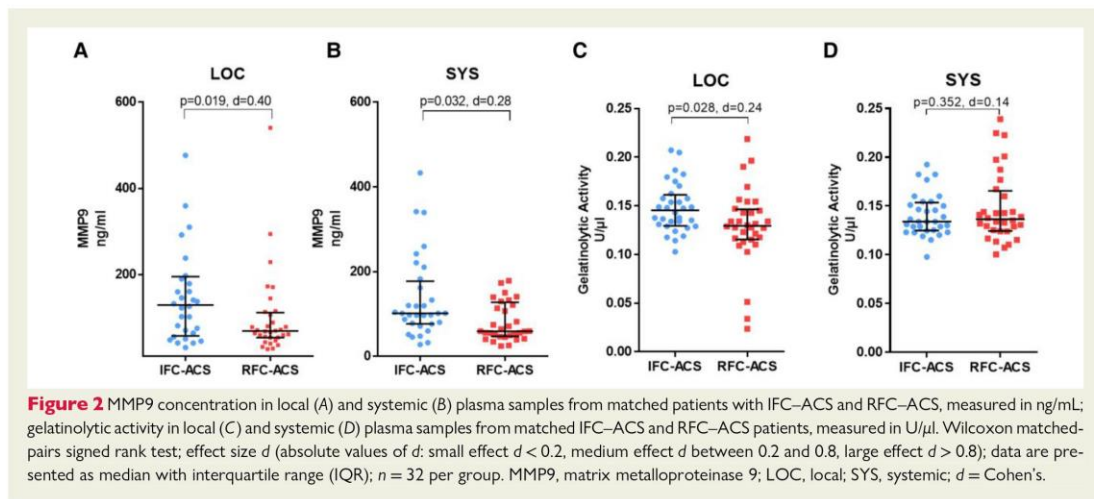 A
B
C
D
LOC
SYS
LOC
SYS
p=0.019, d=0.40
p=0.032, d=0.28
p=0.028, d=0.24
p=0.352, d=0.14
MMP9
ng/ml
600
400
200
IFC-ACS RFC-ACS
MMP9
ng/ml
600
400
200
0
IFC-ACS RFC-ACS
Gelatinolytic Activity
U/µl
0.25
0.20
0.15
0.10
0.05
0.00
IFC-ACS RFC-ACS
Gelatinolytic Activity
U/µl
0.25
0.20
0.15
0.10
0.05
0.00
IFC-ACS RFC-ACS
Figure 2 MMP9 concentration in local (A) and systemic (B) plasma samples from matched patients with IFC–ACS and RFC–ACS, measured in ng/mL;
gelatinolytic activity in local (C) and systemic (D) plasma samples from matched IFC–ACS and RFC–ACS patients, measured in U/µl. Wilcoxon matched-
pairs signed rank test; effect size d (absolute values of d: small effect d < 0.2, medium effect d between 0.2 and 0.8, large effect d > 0.8); data are pre-
sented as median with interquartile range (IQR); n = 32 per group. MMP9, matrix metalloproteinase 9; LOC, local; SYS, systemic; d = Cohen's.